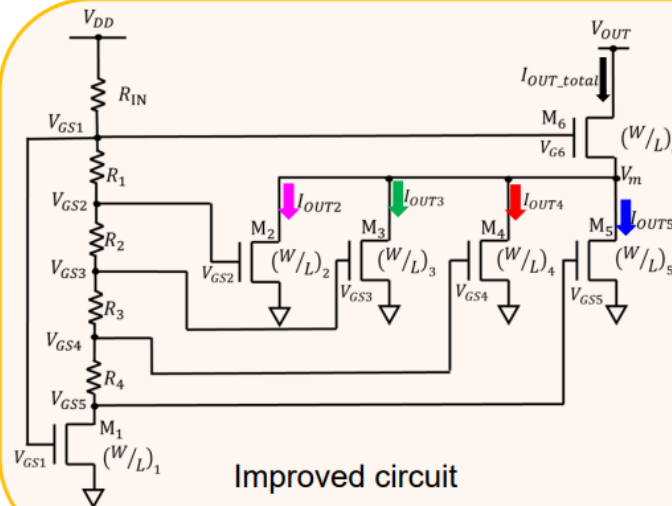 V_DD
V_OUT
R_IN
I_OUT_total
V_GS1
M_6
V_G6
(W/L)
R_1
V_m
V_GS2
I_OUT2
I_OUT3
I_OUT4
I_OUT5
R_2
M_2
M_3
M_4
M_5
V_GS3
V_GS2
(W/L)_2
V_GS3
(W/L)_3
V_GS4
(W/L)_4
V_GS5
(W/L)_5
R_3
V_GS4
R_4
V_GS5
M_1
V_GS1
(W/L)_1
Improved circuit